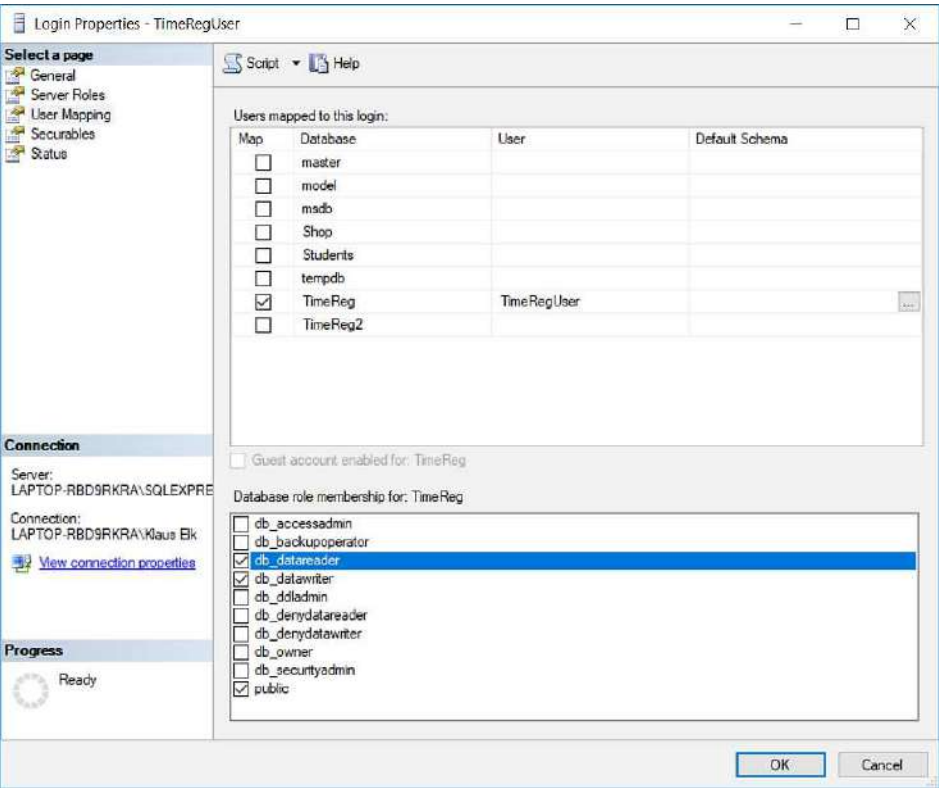 Login Properties - TimeRegUser
Select a page
General
Server Roles
User Mapping
Securables
Status
Script Help
Users mapped to this login:
Map Database User Default Schema
master
model
msdb
Shop
Students
tempdb
TimeReg TimeRegUser ...
TimeReg2
Guest account enabled for: TimeReg
Connection
Server:
LAPTOP-RBD9RKRA\SQLEXPRE
Connection:
LAPTOP-RBD9RKRA\Klaus Elk
View connection properties
Progress
Ready
Database role membership for: TimeReg
db_accessadmin
db_backupoperator
db_datareader
db_datawriter
db_ddladmin
db_denydatareader
db_denydatawriter
db_owner
db_securityadmin
public
OK Cancel